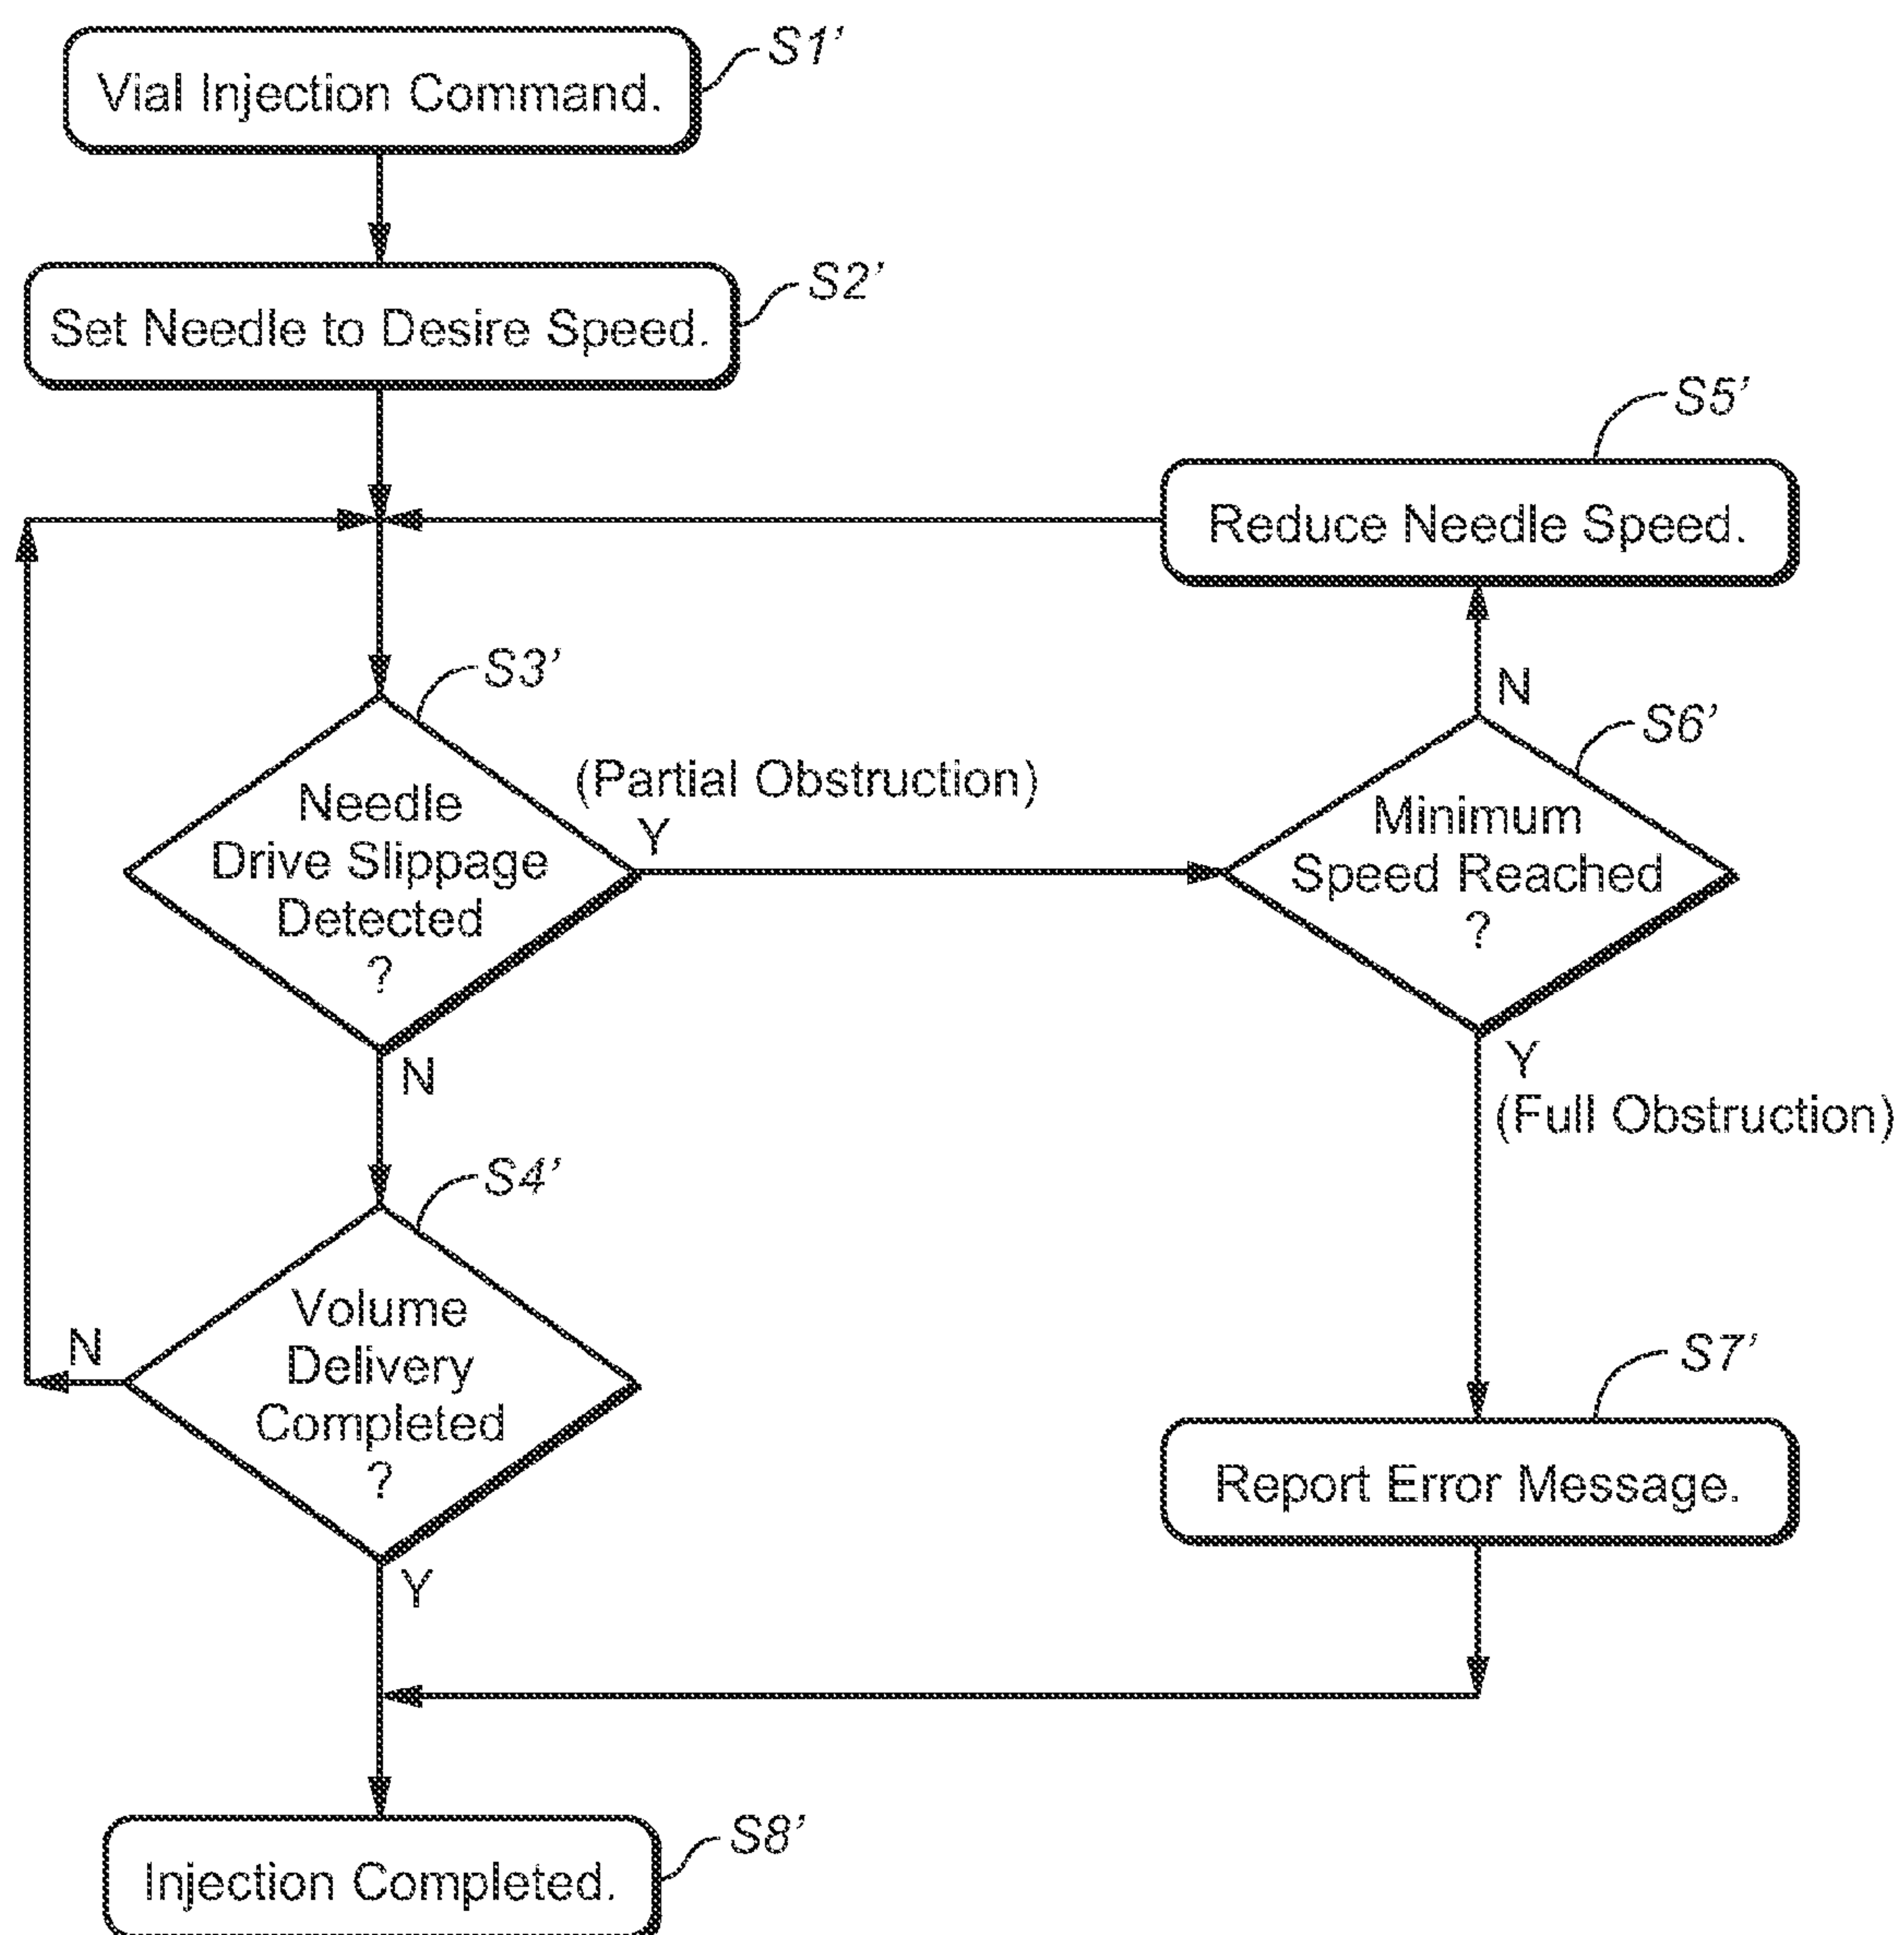 Vial Injection Command.
S1’
Set Needle to Desire Speed.
S2’
Reduce Needle Speed.
S5’
Needle
Drive Slippage
Detected
?
S3’
(Partial Obstruction)
Y
N
Minimum
Speed Reached
?
S6’
N
Y
(Full Obstruction)
Volume
Delivery
Completed
?
S4’
N
Y
Report Error Message.
S7’
Injection Completed.
S8’